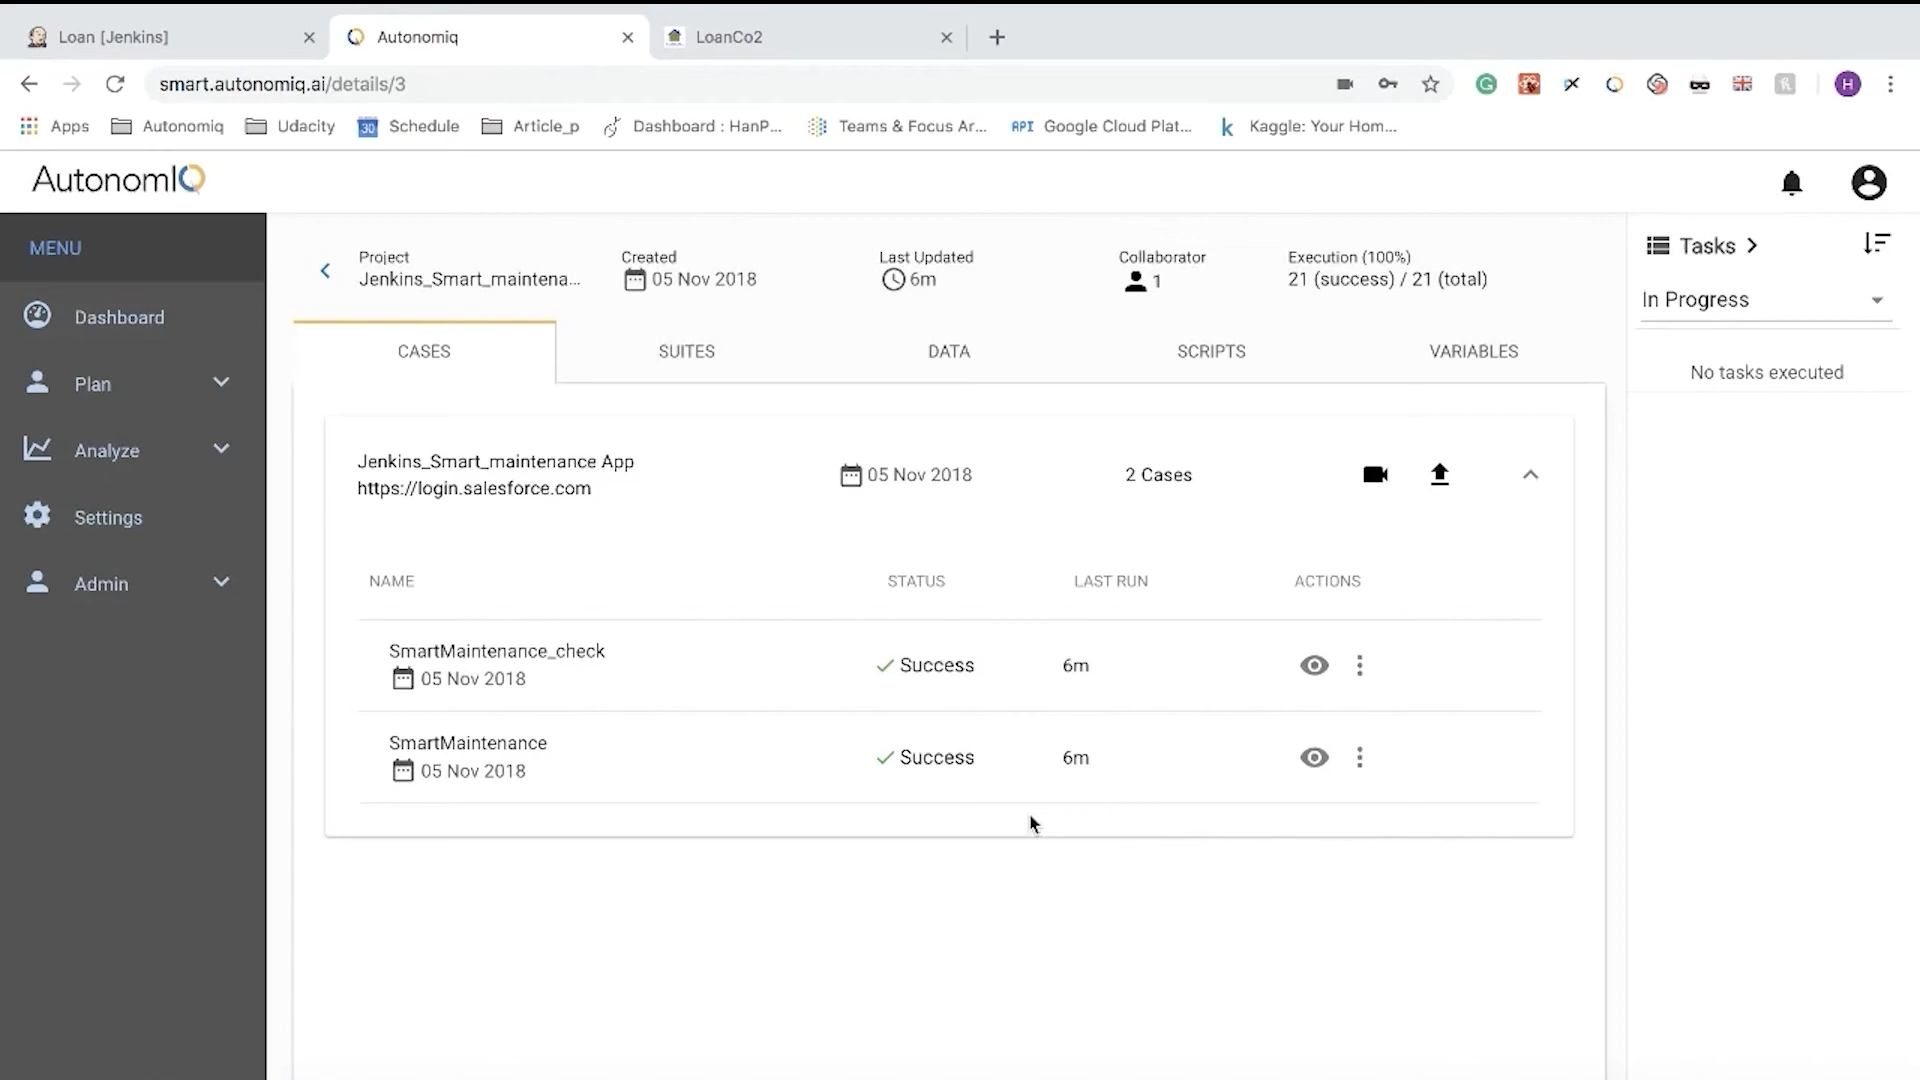 Loan [Jenkins]
Autonomiq
LoanCo2
smart.autonomiq.ai/details/3
H
Apps
Autonomiq
Udacity
30
Schedule
Article_p
Dashboard : HanP...
Teams & Focus Ar...
API
Google Cloud Plat...
k
Kaggle: Your Hom...
AutonomIQ
MENU
Dashboard
Plan
Analyze
Settings
Admin
Project
Jenkins_Smart_maintena...
Created
05 Nov 2018
Last Updated
6m
Collaborator
1
Execution (100%)
21 (success) / 21 (total)
CASES
SUITES
DATA
SCRIPTS
VARIABLES
Jenkins_Smart_maintenance App
https://login.salesforce.com
05 Nov 2018
2 Cases
NAME
STATUS
LAST RUN
ACTIONS
SmartMaintenance_check
05 Nov 2018
Success
6m
SmartMaintenance
05 Nov 2018
Success
6m
Tasks
In Progress
No tasks executed